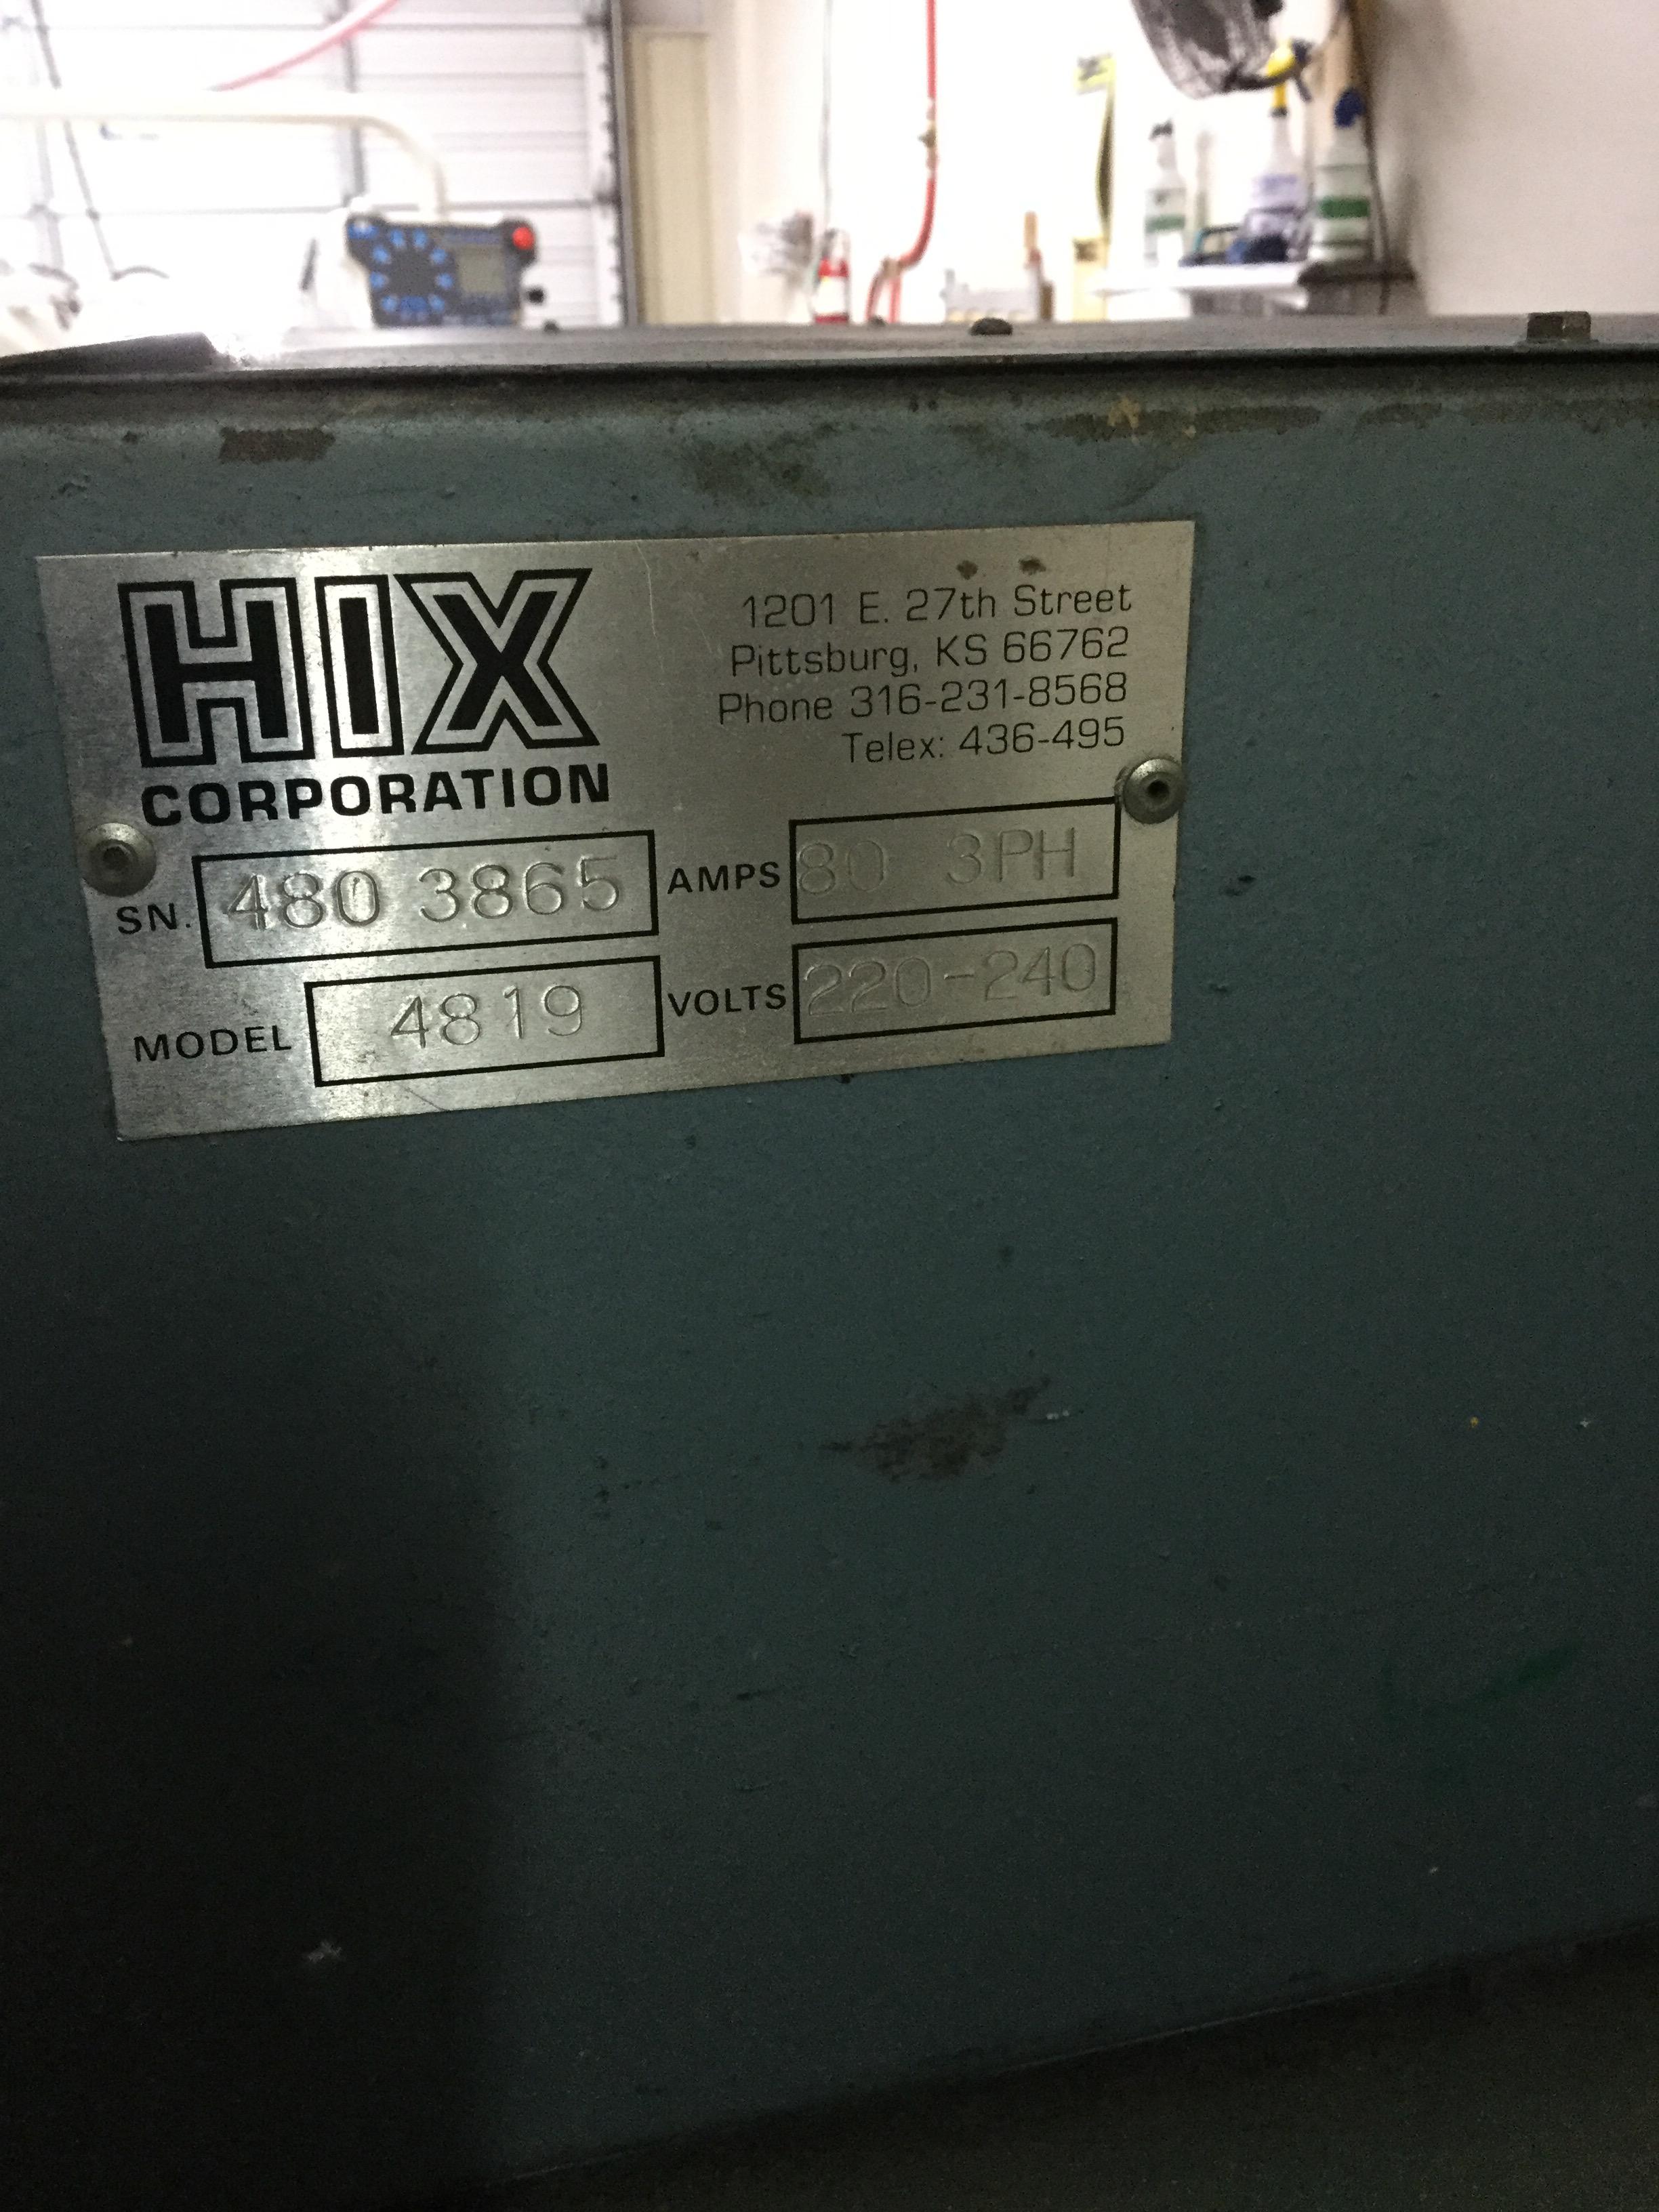 HIX
CORPORATION
1201 E. 27th Street
Pittsburg, KS 66762
Phone 316-231-8568
Telex: 436-495
SN. 480 3865
AMPS 80 3PH
MODEL 4819
VOLTS 220-240